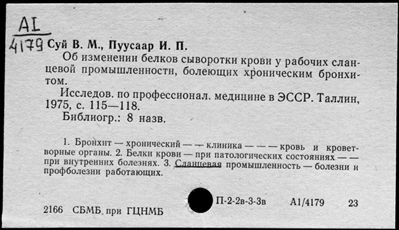 AI
4179
Суй В. М., Пуусаар И. П.
Об изменении белков сыворотки крови у рабочих слан-
цевой промышленности, болеющих хроническим бронхи-
том.
Исследов. по профессионал. медицине в ЭССР. Таллин,
1975, с. 115—118.
Библиогр.: 8 назв.
1. Бронхит — хронический — — клиника — — — кровь и кровет-
ворные органы. 2. Белки крови — при патологических состояниях — —
при внутренних болезнях. 3. Сланцевая промышленность — болезни и
профболезни работающих.
П-2-2в-3-3в А1/4179 23
2166 СБМБ при ГЦНМБ